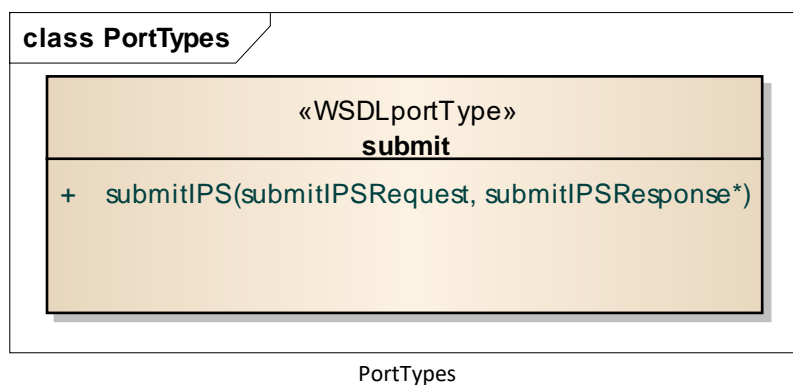 class PortTypes
«WSDLportType»
submit
+ submitIPS(submitIPSRequest, submitIPSResponse*)
PortTypes